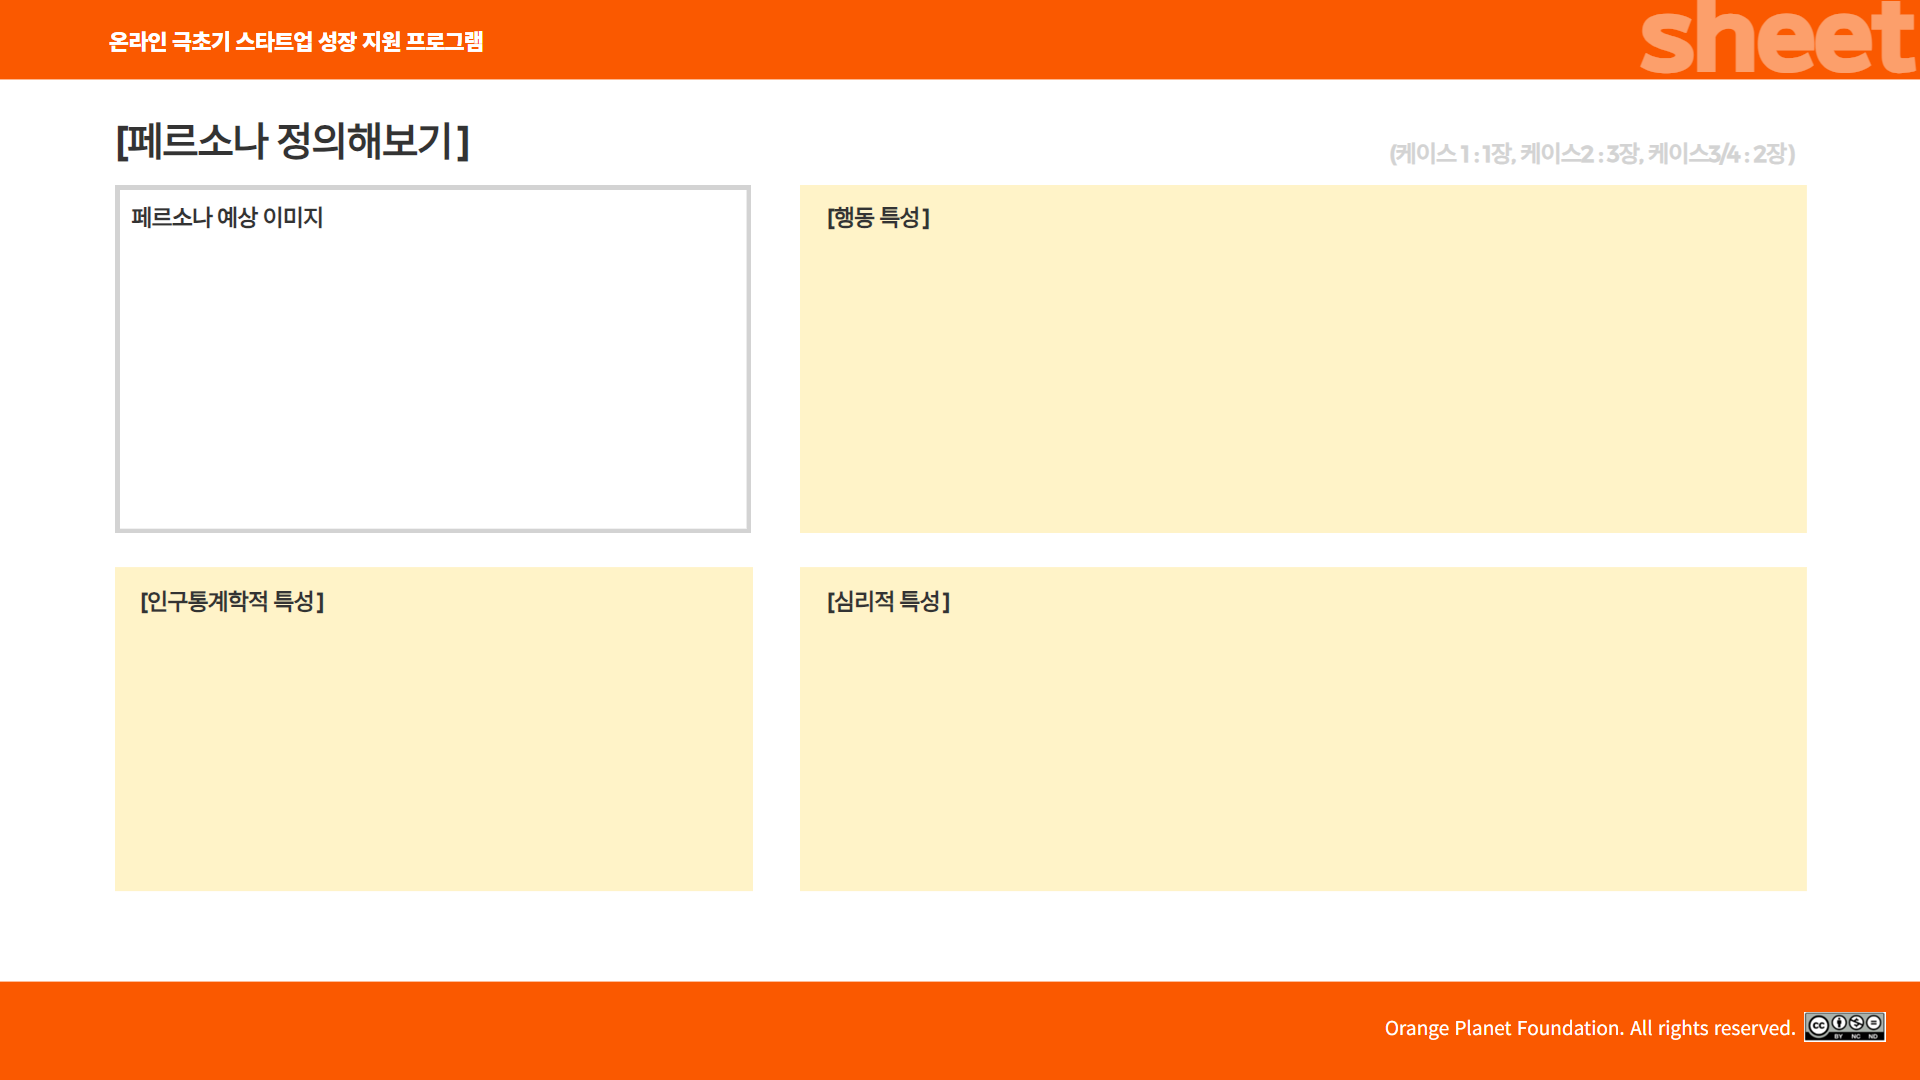 온라인 극초기 스타트업 성장 지원 프로그램
sheet
[페르소나 정의해보기]
(케이스 1 : 1장, 케이스2 : 3장, 케이스3/4 : 2장)
페르소나 예상 이미지
[행동 특성]
[인구통계학적 특성]
[심리적 특성]
Orange Planet Foundation. All rights reserved.
cc
BY NC ND